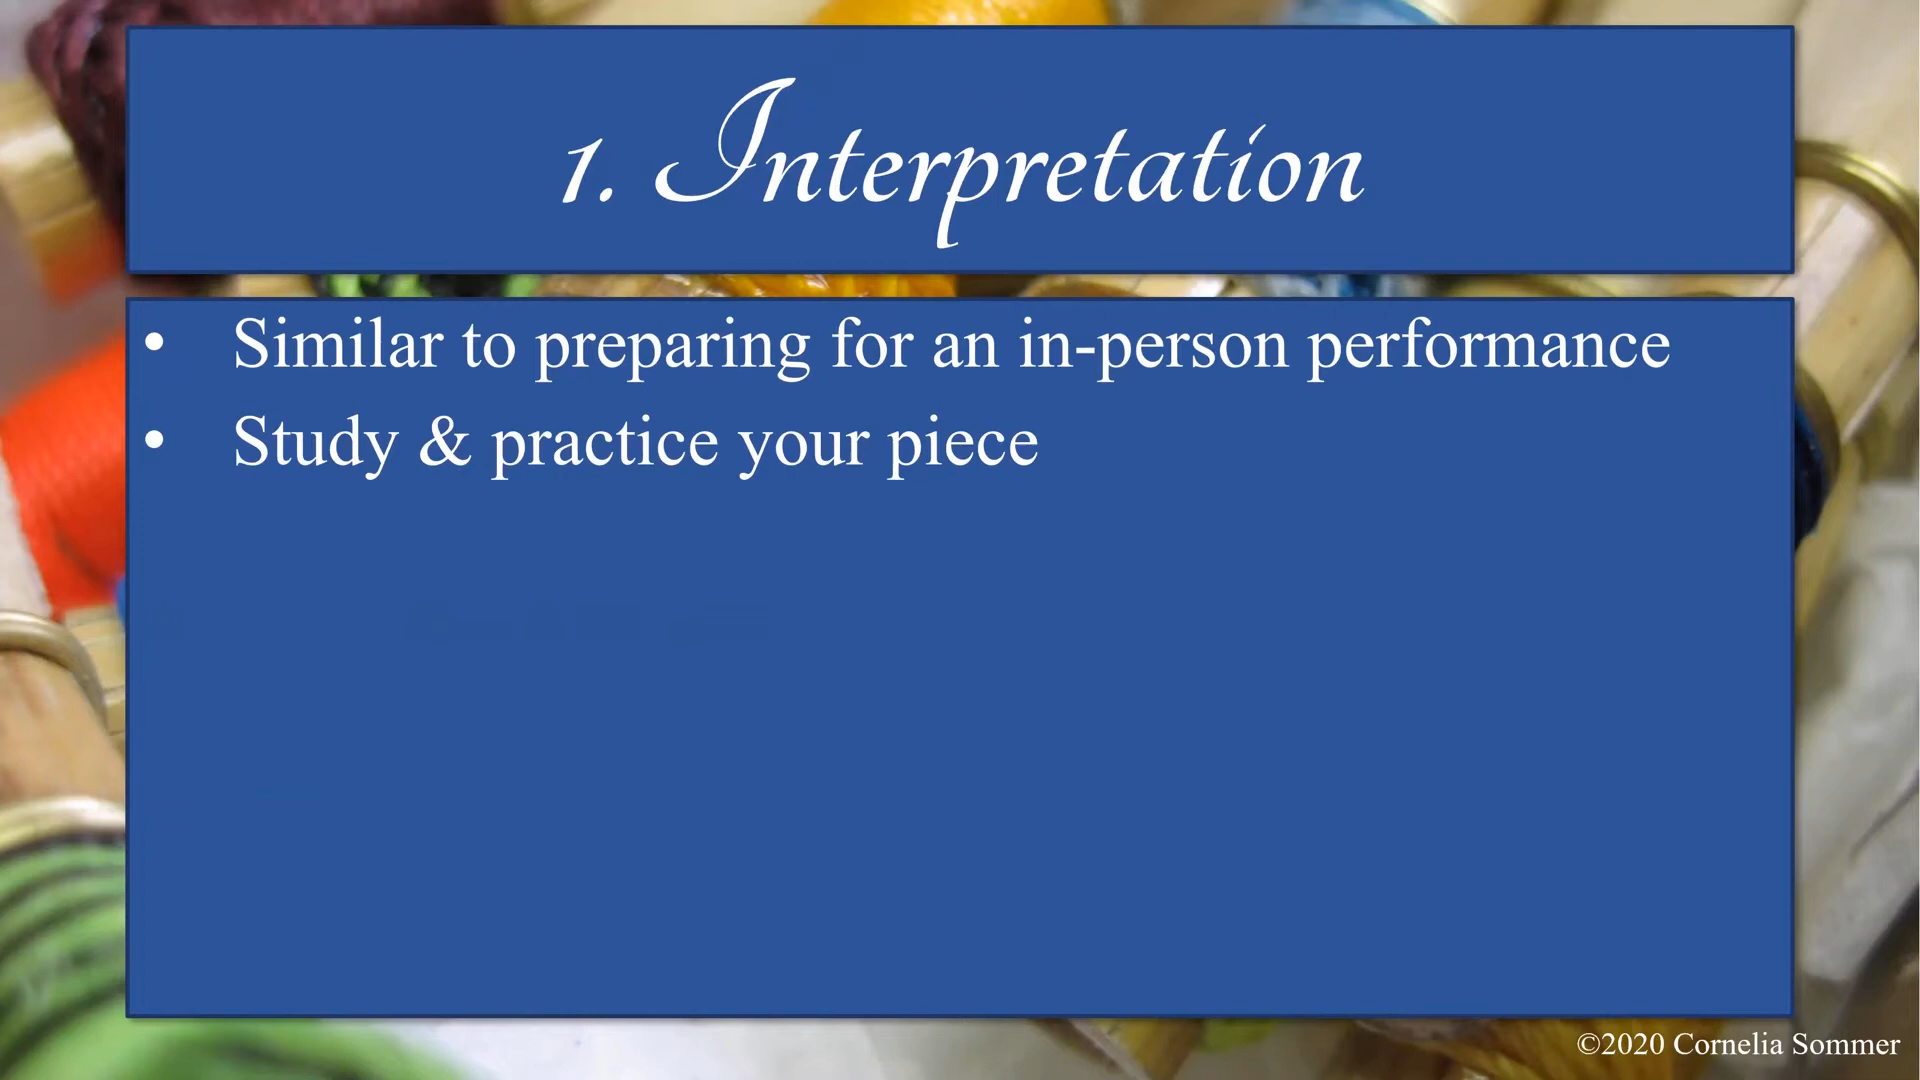 1. Interpretation
• Similar to preparing for an in-person performance
• Study & practice your piece
©2020 Cornelia Sommer